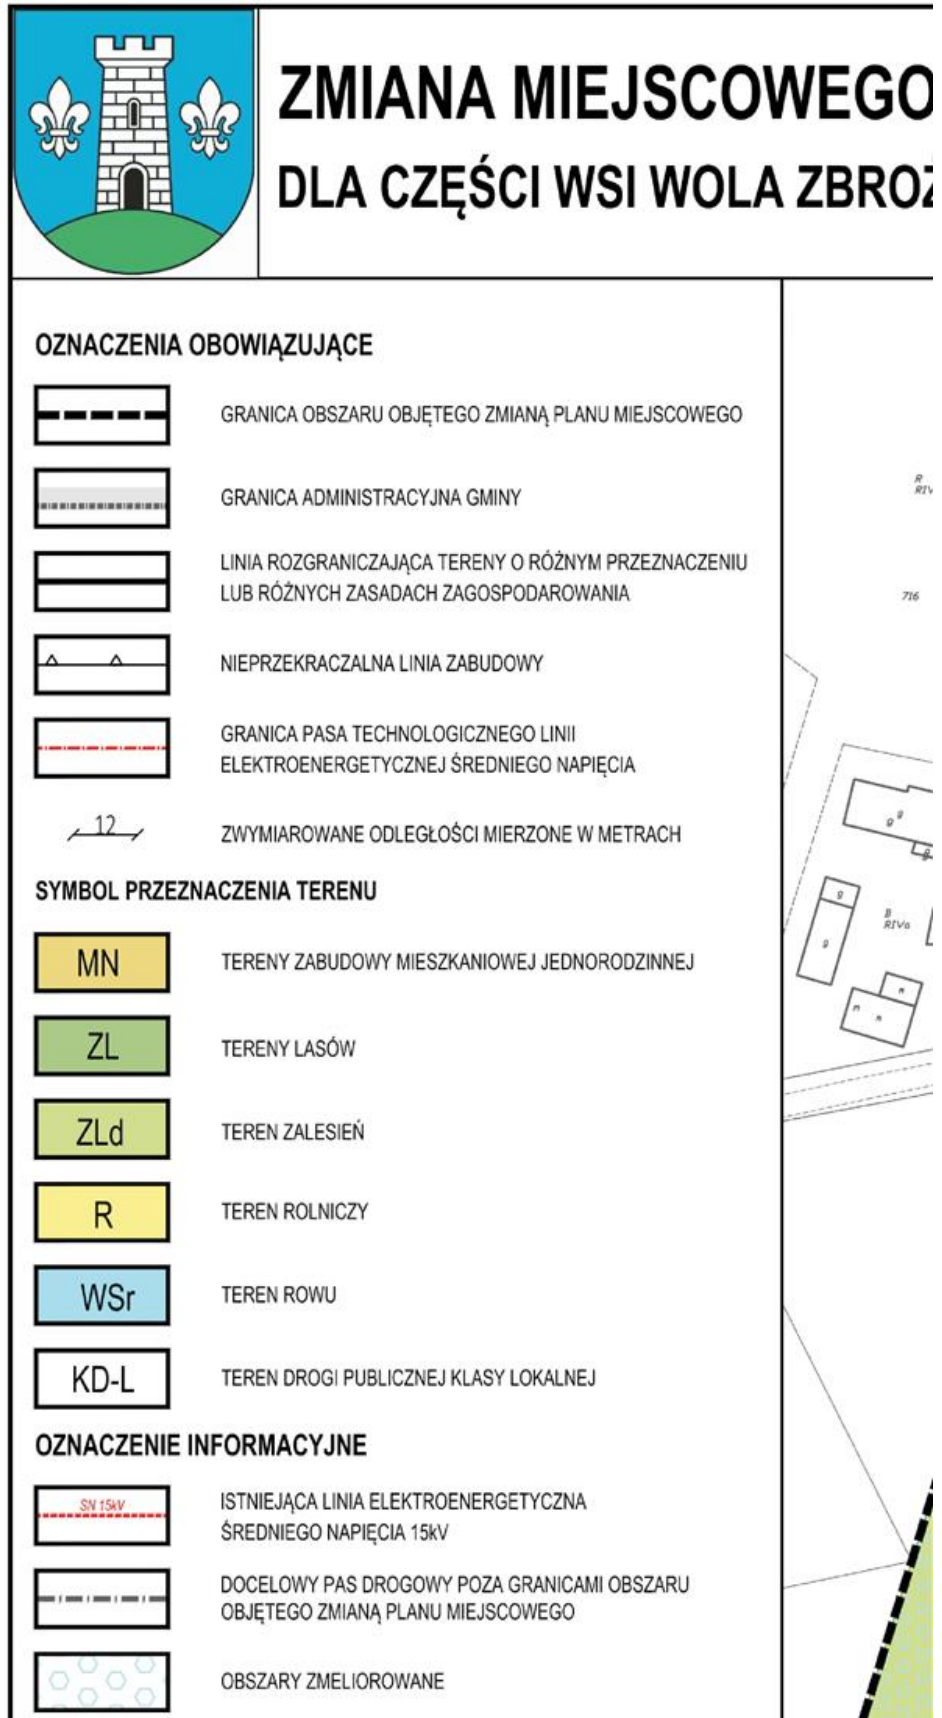 ZMIANA MIEJSCOWEGO
DLA CZĘŚCI WSI WOLA
OZNACZENIA OBOWIĄZUJĄCE
GRANICA OBSZARU OBJĘTEGO ZMIANĄ PLANU MIEJSCOWEGO
GRANICA ADMINISTRACYJNA GMINY
LINIA ROZGRANICZAJĄCA TERENY O RÓŻNYM PRZEZNACZENIU
LUB RÓŻNYCH ZASADACH ZAGOSPODAROWANIA
NIEPRZEKRACZALNA LINIA ZABUDOWY
GRANICA PASA TECHNOLOGICZNEGO LINII
ELEKTROENERGETYCZNEJ ŚREDNIEGO NAPIĘCIA
12 ZWYMIAROWANE ODLEGŁOŚCI MIERZONE W METRACH
SYMBOL PRZEZNACZENIA TERENU
MN TERENY ZABUDOWY MIESZKANIOWEJ JEDNORODZINNEJ
ZL TERENY LASÓW
ZLd TEREN ZALESIEŃ
R TEREN ROLNICZY
WSr TEREN ROWU
KD-L TEREN DROGI PUBLICZNEJ KLASY LOKALNEJ
OZNACZENIE INFORMACYJNE
SN 15kV ISTNIEJĄCA LINIA ELEKTROENERGETYCZNA
ŚREDNIEGO NAPIĘCIA 15kV
DOCELOWY PAS DROGOWY POZA GRANICAMI OBSZARU
OBJĘTEGO ZMIANĄ PLANU MIEJSCOWEGO
OBSZARY ZMELIOROWANE
R
716
g
g
g
g
g
B
RIVa
m
m